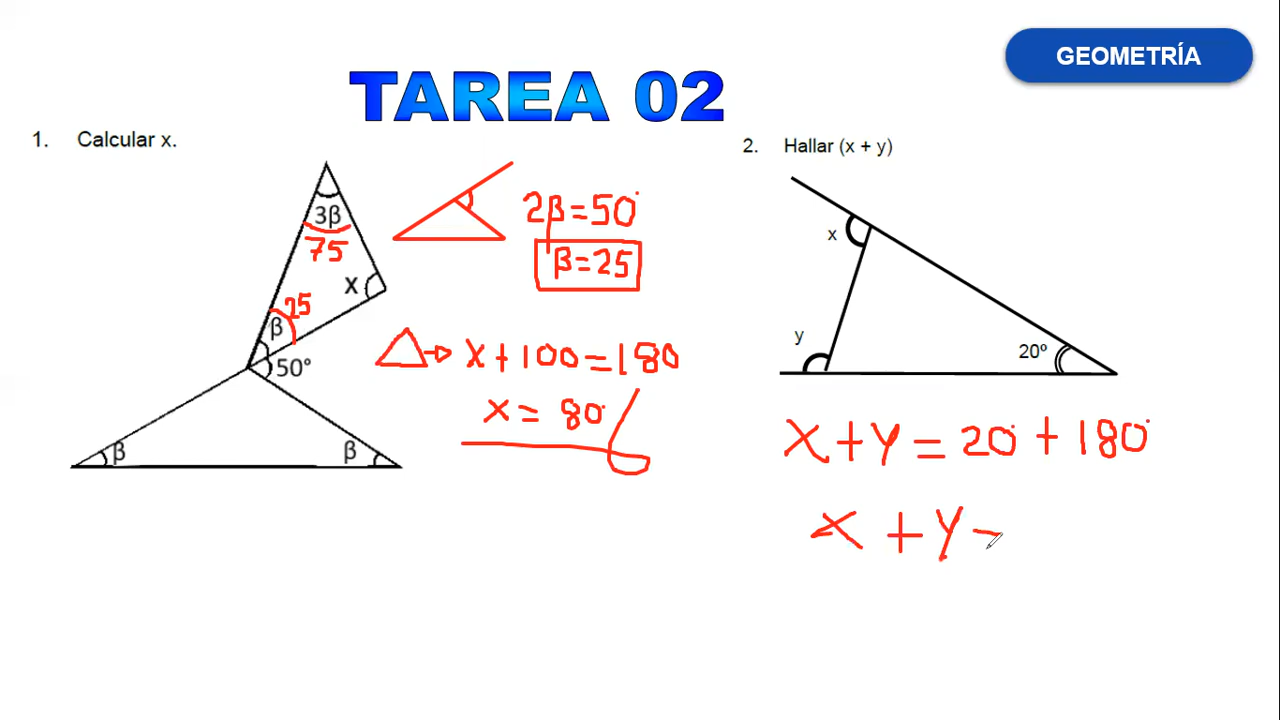 GEOMETRÍA
TAREA 02
1. Calcular x.
3β
75
x
25
β
50°
β
β
2β=50°
β=25
→ x+100=180
x= 80
2. Hallar (x + y)
x
y
20º
x+y=20°+180°
x +y-